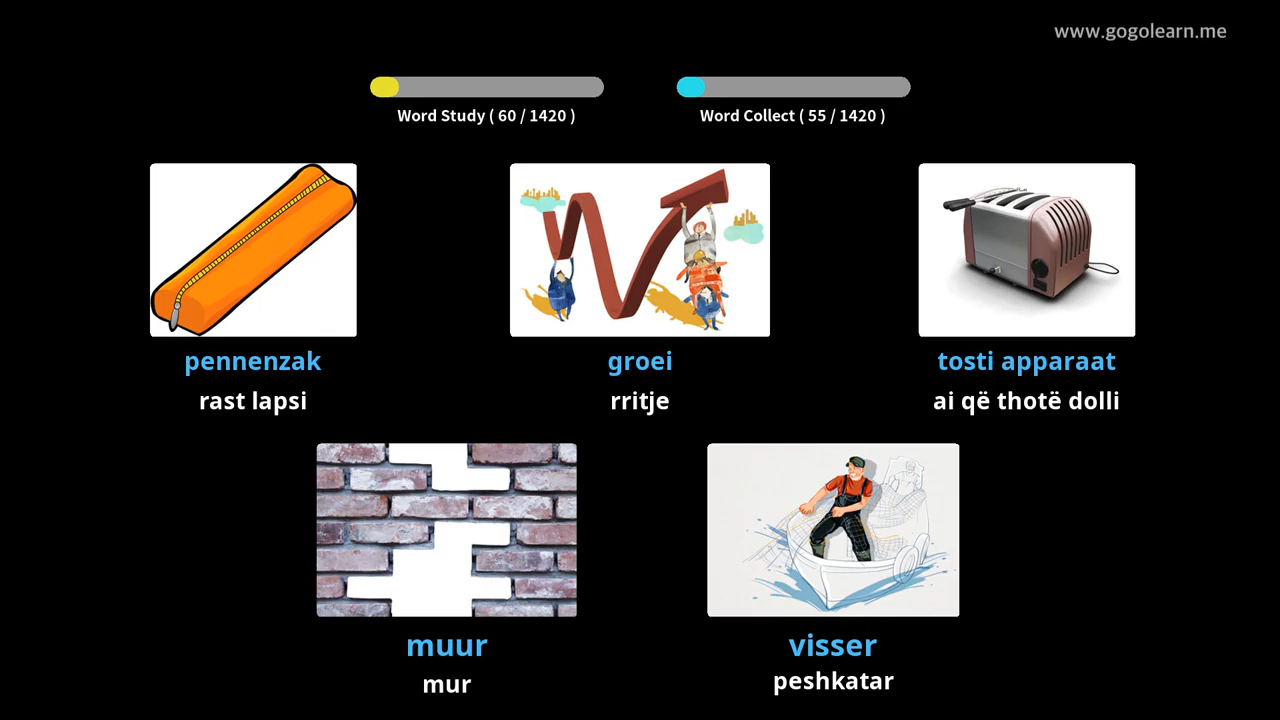 www.gogolearn.me
Word Study ( 60 / 1420 )
Word Collect ( 55 / 1420 )
pennenzak
rast lapsi
groei
rritje
tosti apparaat
ai që thotë dolli
muur
mur
visser
peshkatar